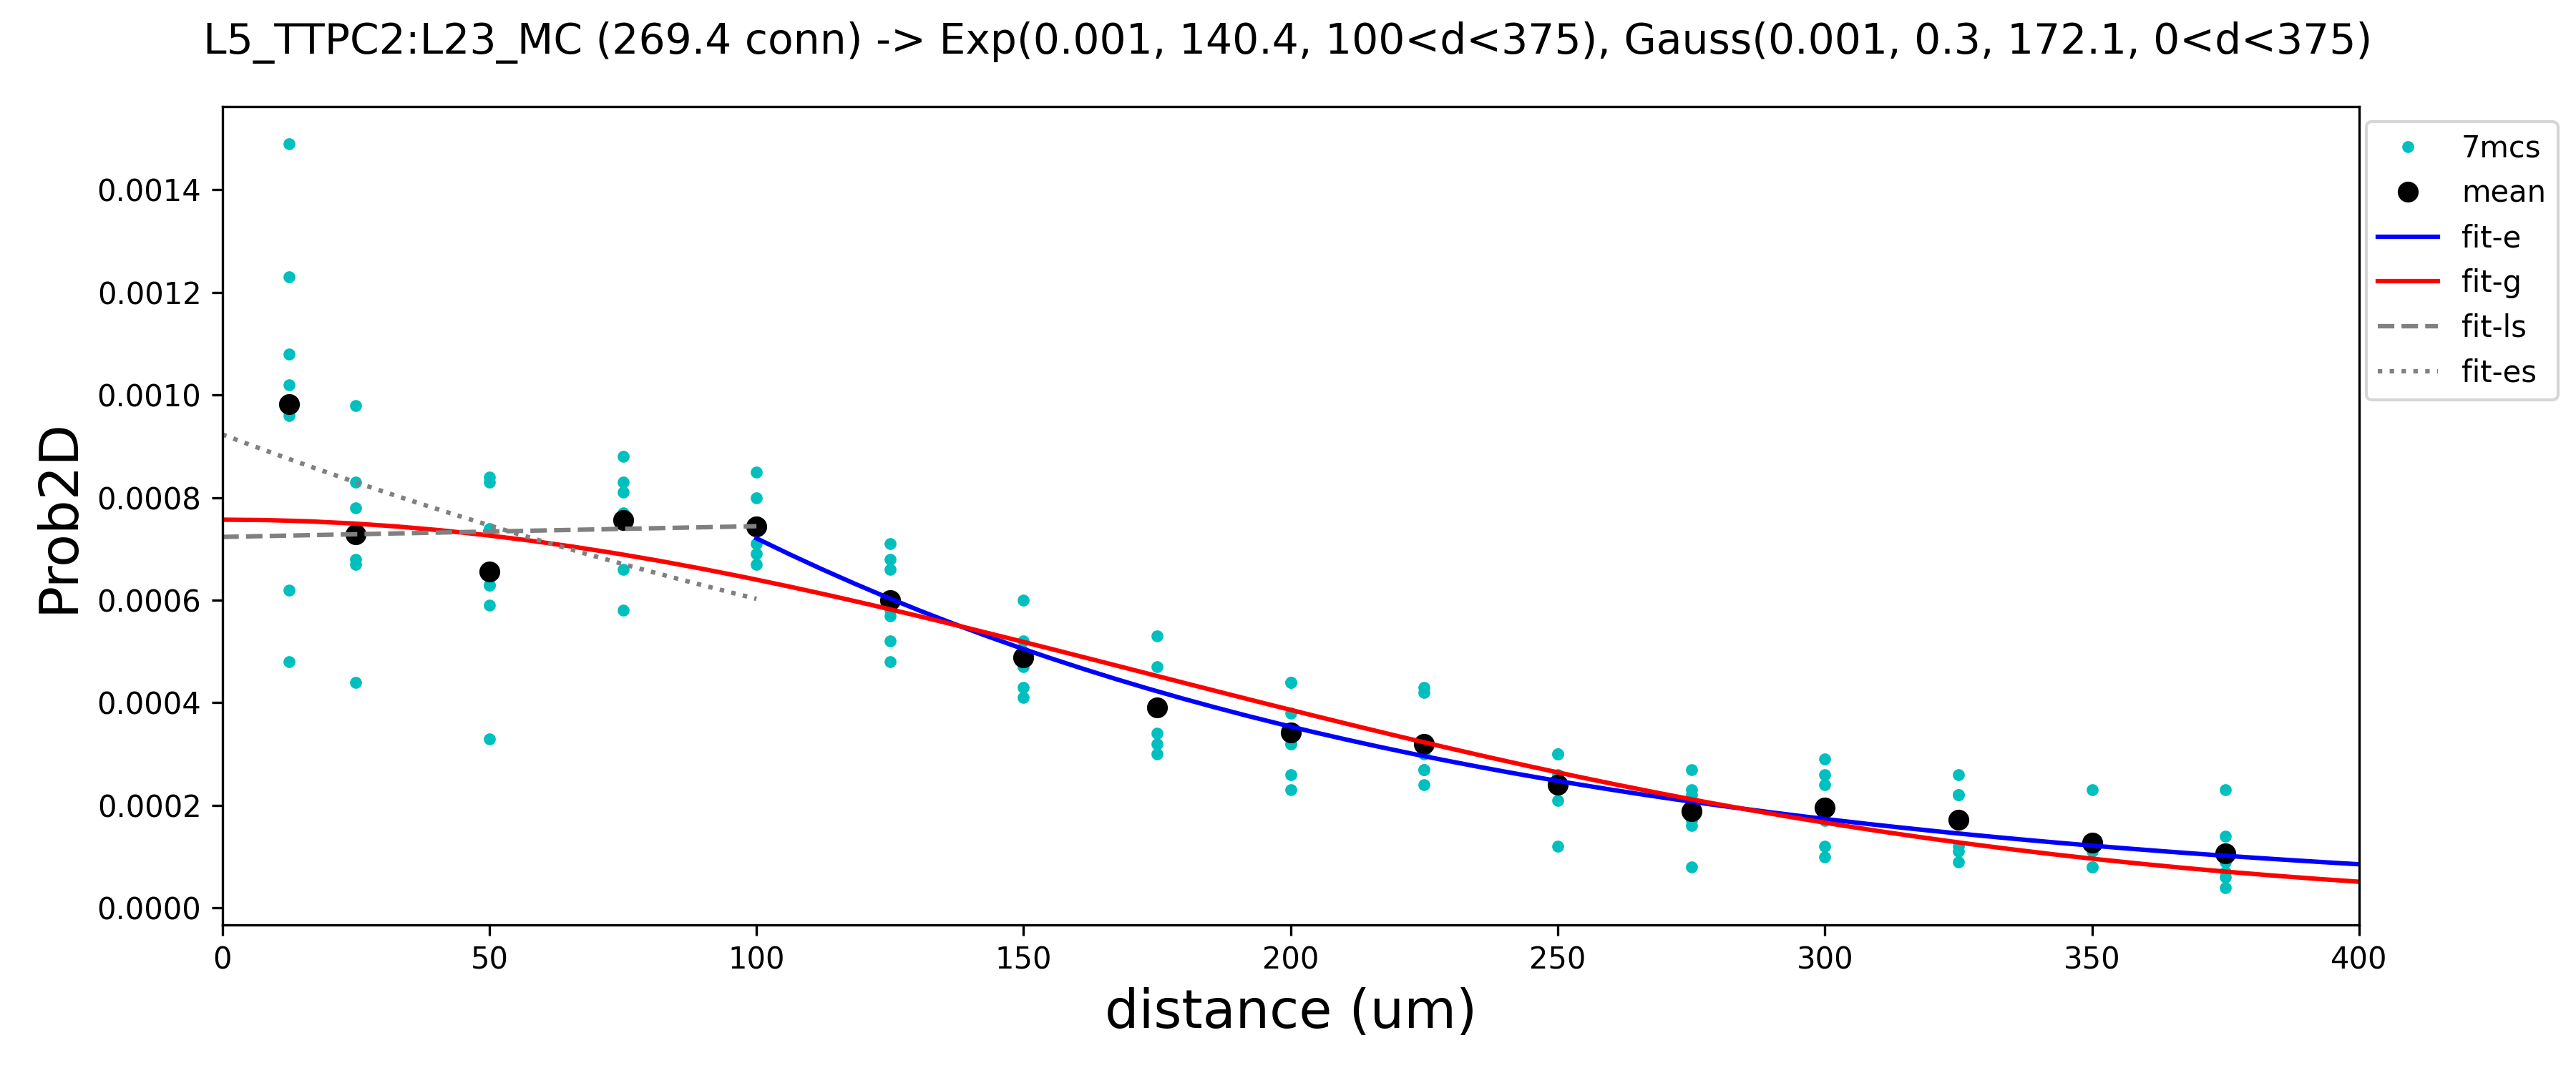 L5_TTPC2:L23_MC (269.4 conn) -> Exp(0.001, 140.4, 100<d<375), Gauss(0.001, 0.3, 172.1, 0<d<375)
7mcs
mean
fit-e
fit-g
fit-ls
fit-es
Prob2D
0.0014
0.0012
0.0010
0.0008
0.0006
0.0004
0.0002
0.0000
0 50 100 150 200 250 300 350 400
distance (um)